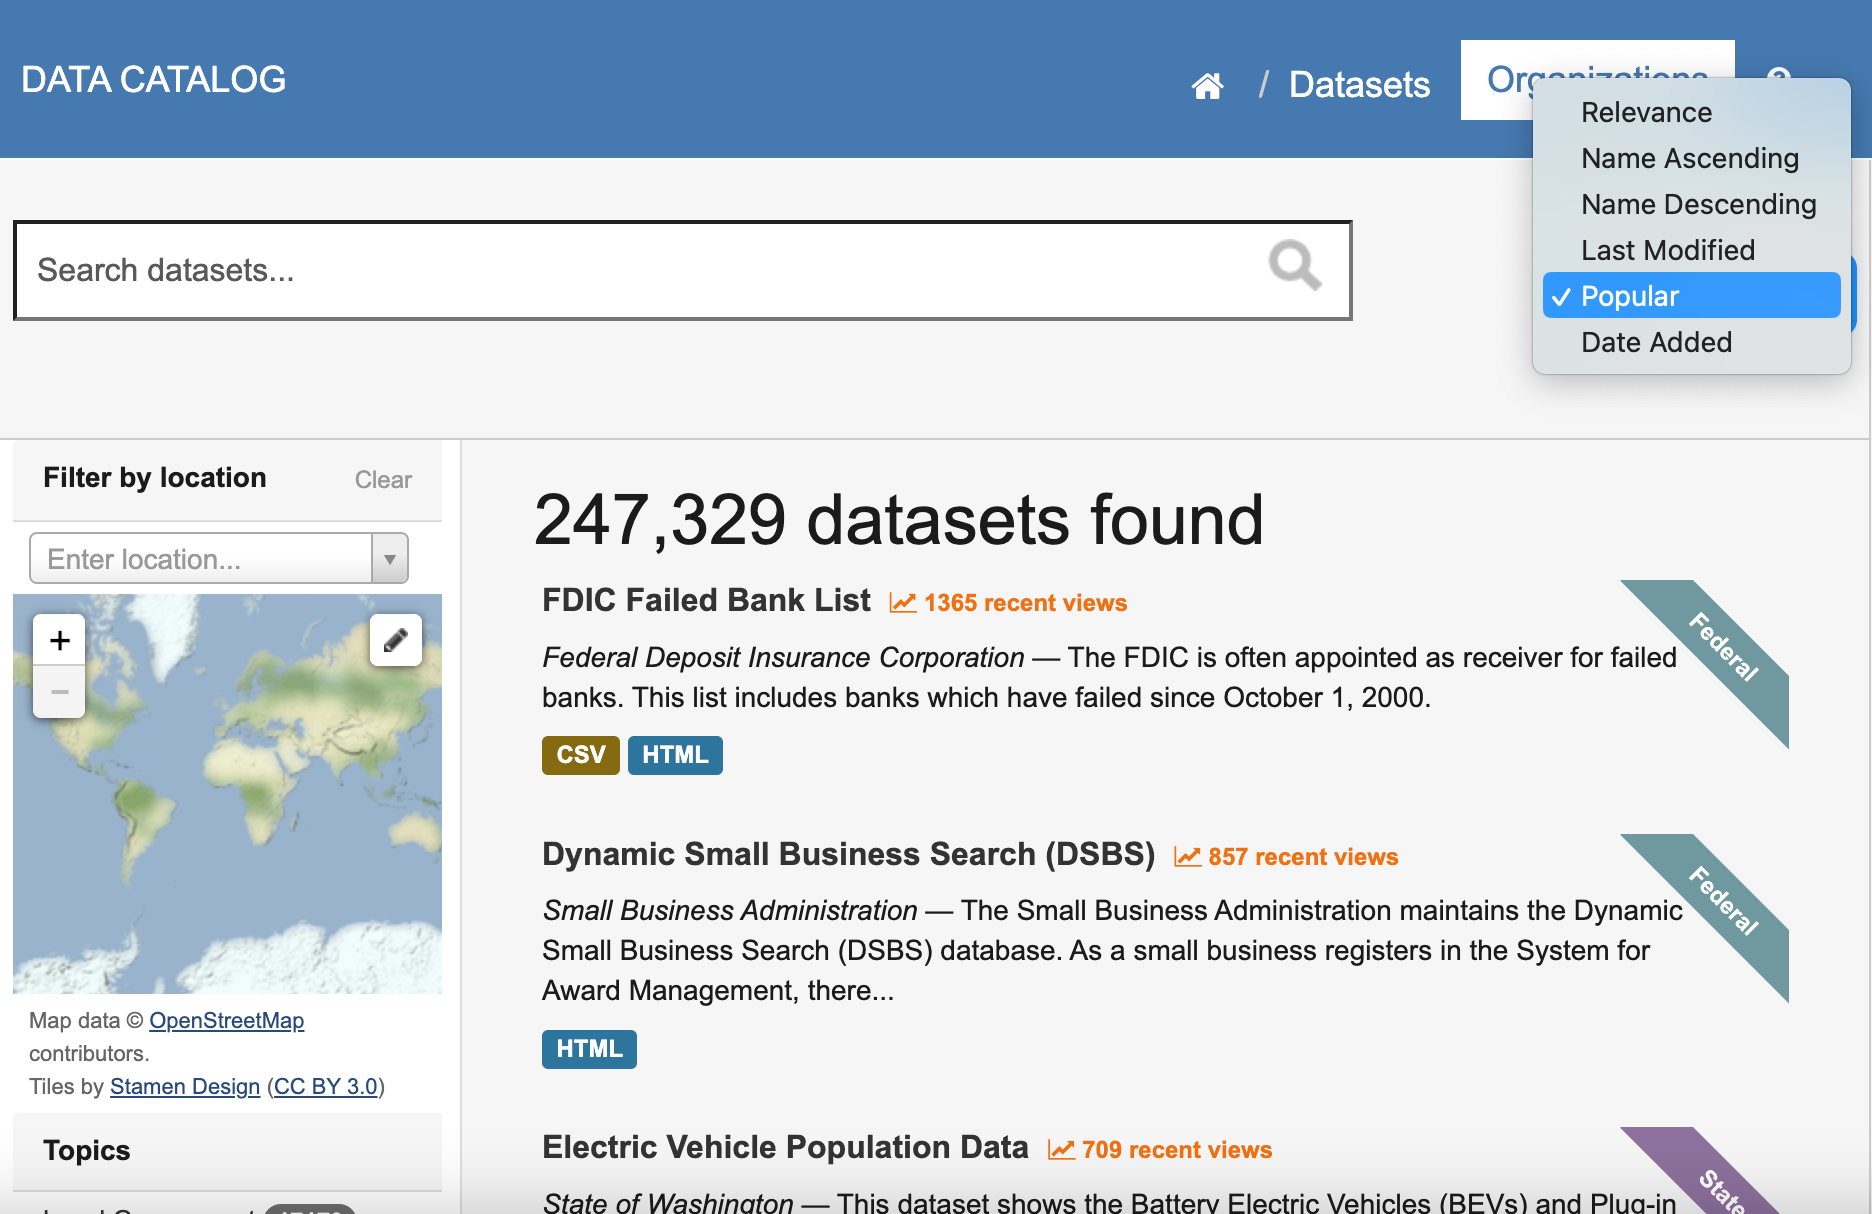 DATA CATALOG
/ Datasets
Organizations
Relevance
Name Ascending
Name Descending
Last Modified
✓ Popular
Date Added
Search datasets...
Filter by location
Clear
Enter location...
+
−
Map data © OpenStreetMap
contributors.
Tiles by Stamen Design (CC BY 3.0)
Topics
247,329 datasets found
FDIC Failed Bank List 1365 recent views
Federal
Federal Deposit Insurance Corporation — The FDIC is often appointed as receiver for failed
banks. This list includes banks which have failed since October 1, 2000.
CSV HTML
Dynamic Small Business Search (DSBS) 857 recent views
Federal
Small Business Administration — The Small Business Administration maintains the Dynamic
Small Business Search (DSBS) database. As a small business registers in the System for
Award Management, there...
HTML
Electric Vehicle Population Data 709 recent views
State
State of Washington — This dataset shows the Battery Electric Vehicles (BEVs) and Plug-in